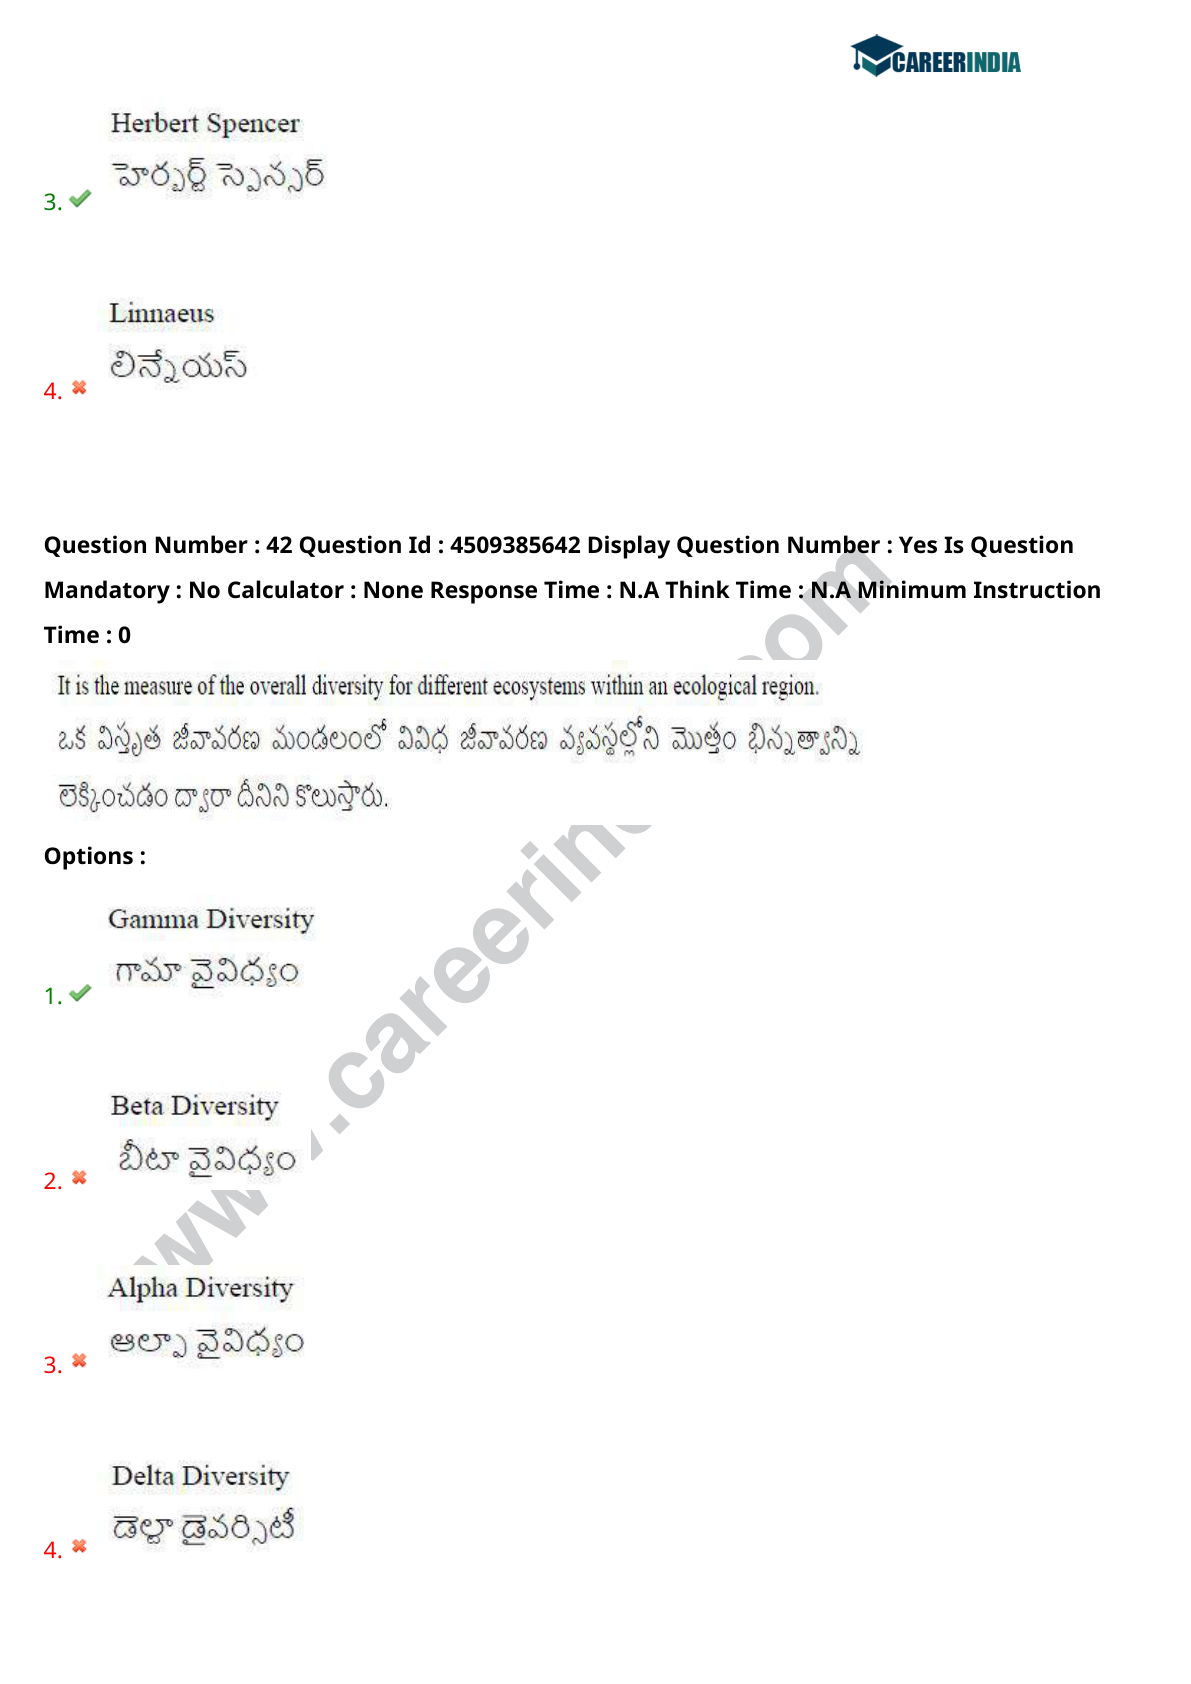 CAREERINDIA
Herbert Spencer
హెర్బర్ట్ స్పెన్సర్
3.
Linnaeus
లిన్నేయస్
4.
Question Number : 42 Question Id : 4509385642 Display Question Number : Yes Is Question
Mandatory : No Calculator : None Response Time : N.A Think Time : N.A Minimum Instruction
Time : 0
It is the measure of the overall diversity for different ecosystems within an ecological region.
ఒక విస్తృత జీవావరణ మండలంలో వివిధ జీవావరణ వ్యవస్థల్లోని మొత్తం భిన్నత్వాన్ని
లెక్కించడం ద్వారా దీనిని కొలుస్తారు.
Options :
Gamma Diversity
గామా వైవిధ్యం
1.
Beta Diversity
బీటా వైవిధ్యం
2.
Alpha Diversity
ఆల్ఫా వైవిధ్యం
3.
Delta Diversity
డెల్టా డైవర్సిటీ
4.